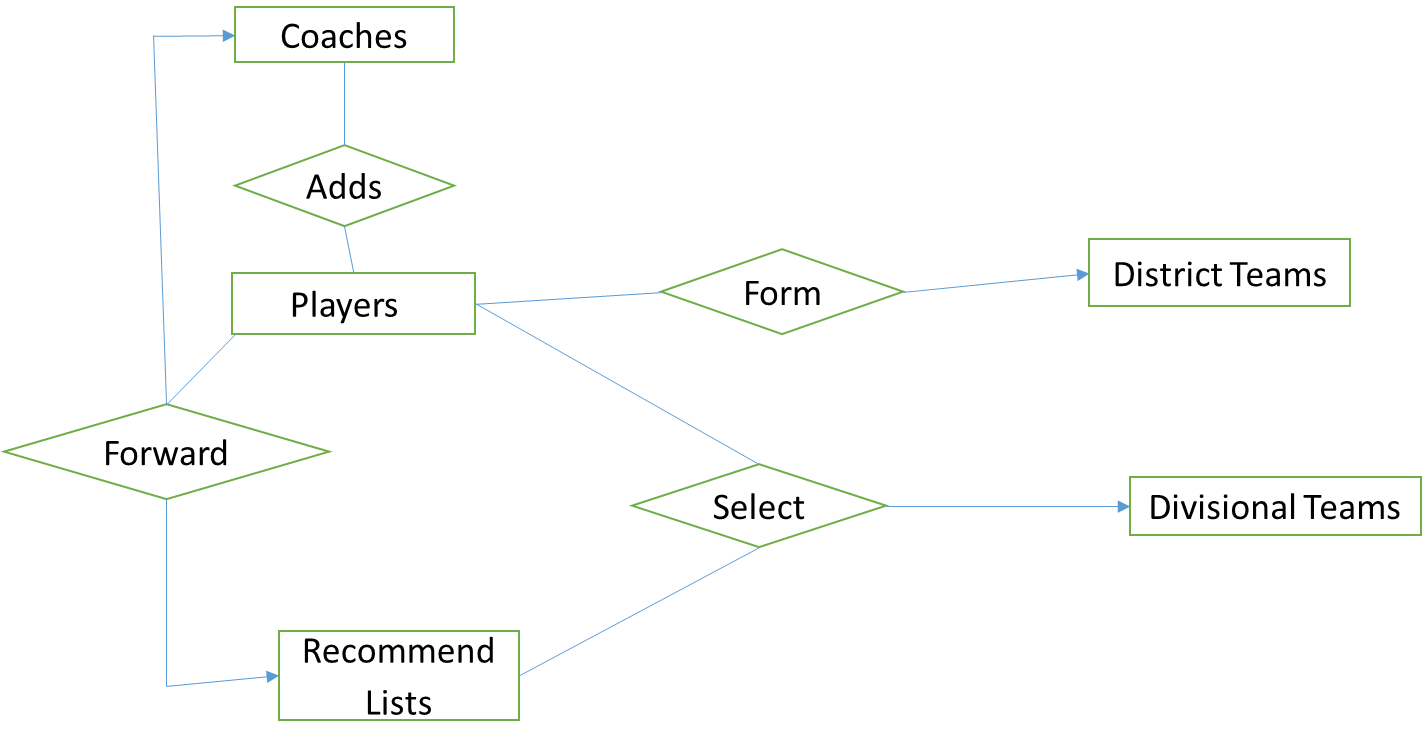 Coaches
Adds
Players
Form
District Teams
Forward
Select
Divisional Teams
Recommend
Lists